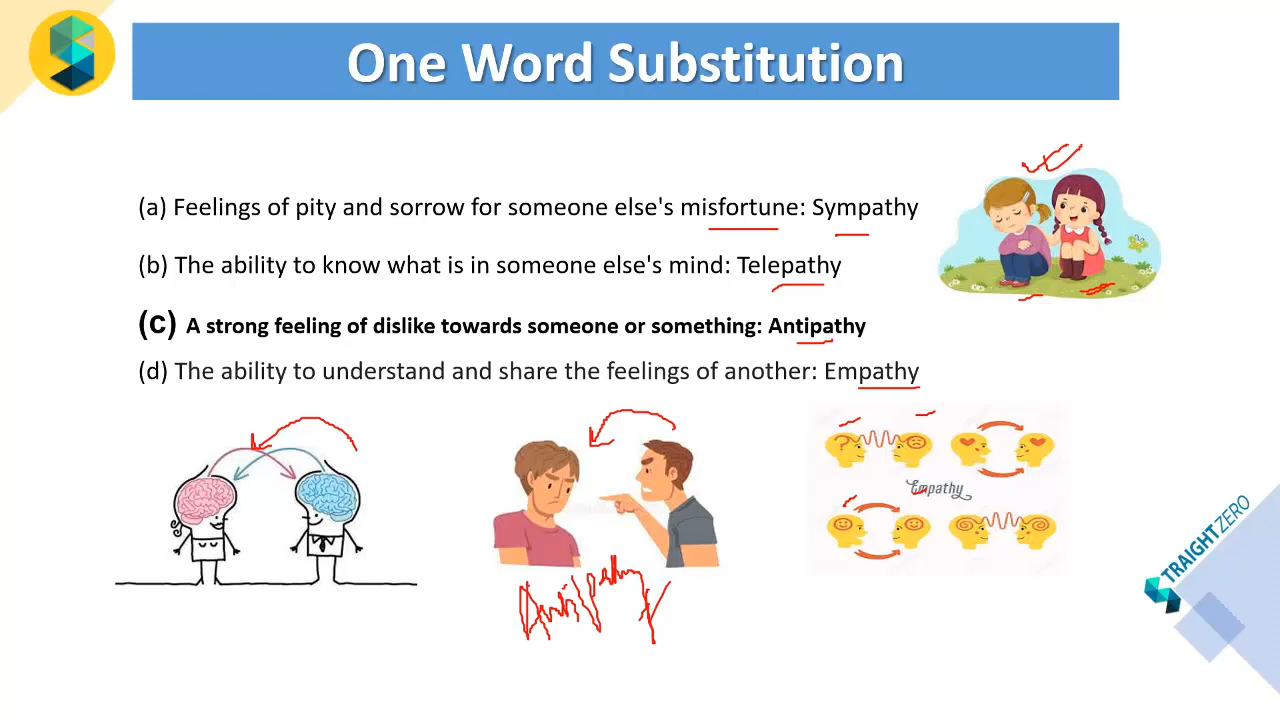 One Word Substitution
(a) Feelings of pity and sorrow for someone else's misfortune: Sympathy
(b) The ability to know what is in someone else's mind: Telepathy
(c) A strong feeling of dislike towards someone or something: Antipathy
(d) The ability to understand and share the feelings of another: Empathy
Empathy
Antipathy
TRAIGHTZERO